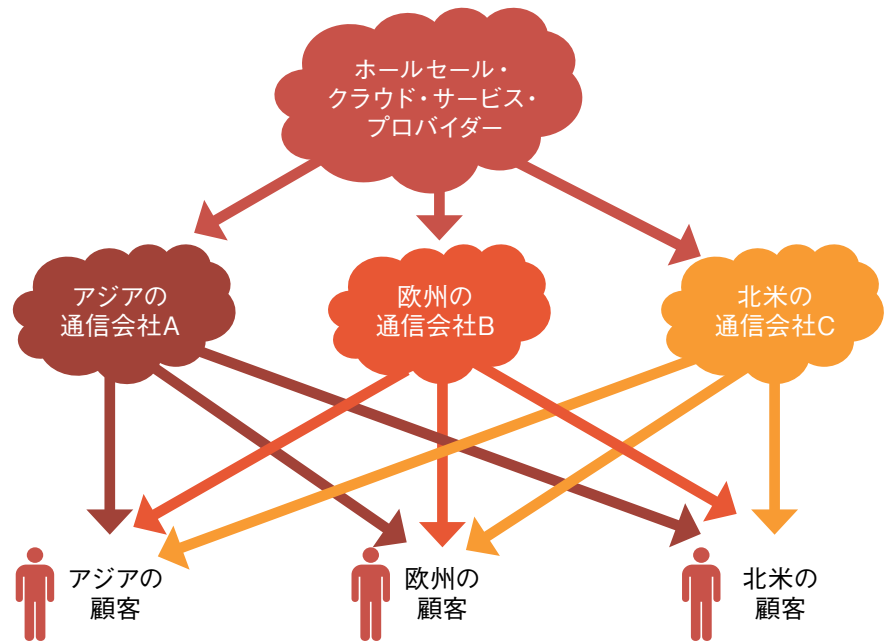 ホールセール・
クラウド・サービス・
プロバイダー
アジアの
通信会社A
欧州の
通信会社B
北米の
通信会社C
アジアの
顧客
欧州の
顧客
北米の
顧客